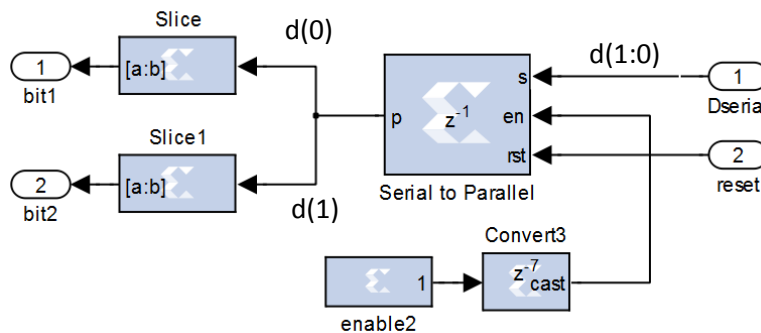 Slice
d(0)
d(1:0)
1
[a:b]
s
1
bit1
Dseria
Slice1
p
z-1
en
2
[a:b]
rst
2
bit2
d(1)
Serial to Parallel
reset
Convert3
1
z-7
cast
enable2